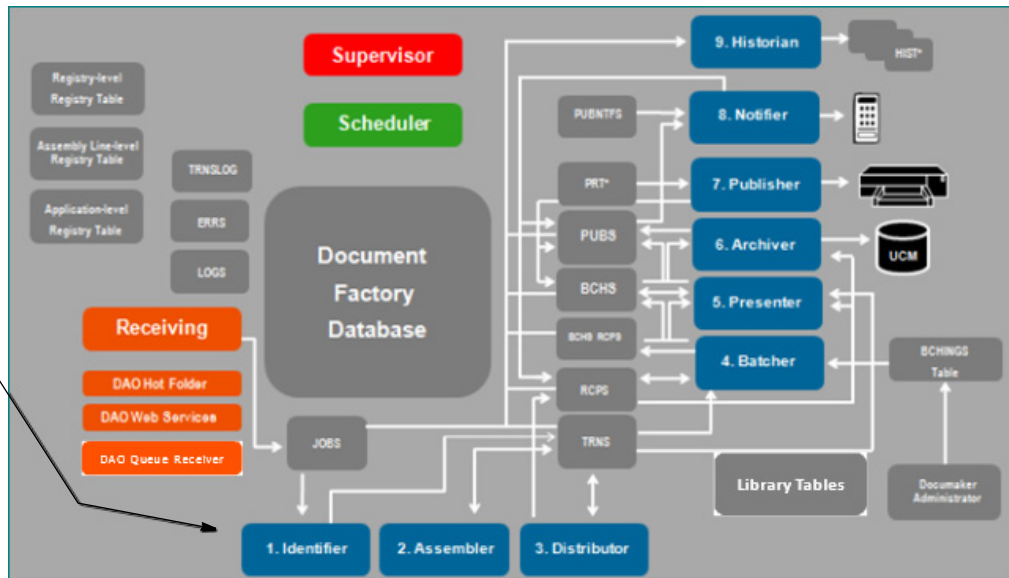 Supervisor
Scheduler
Registry-level
Registry Table
Assembly Line-level
Registry Table
Application-level
Registry Table
TRNSLOG
ERRS
LOGS
Document
Factory
Database
Receiving
DAO Hot Folder
DAO Web Services
DAO Queue Receiver
JOBS
1. Identifier
2. Assembler
3. Distributor
PUBNTFS
PRT*
PUBS
BCHS
BCHS RCPS
RCPS
TRNS
9. Historian
8. Notifier
7. Publisher
6. Archiver
5. Presenter
4. Batcher
HIST*
UCM
BCHINGS
Table
Library Tables
Documaker
Administrator